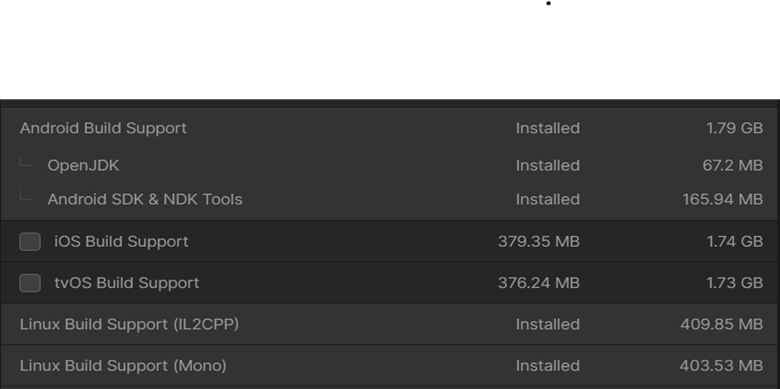 Android Build Support Installed 1.79 GB
OpenJDK Installed 67.2 MB
Android SDK & NDK Tools Installed 165.94 MB
iOS Build Support 379.35 MB 1.74 GB
tvOS Build Support 376.24 MB 1.73 GB
Linux Build Support (IL2CPP) Installed 409.85 MB
Linux Build Support (Mono) Installed 403.53 MB